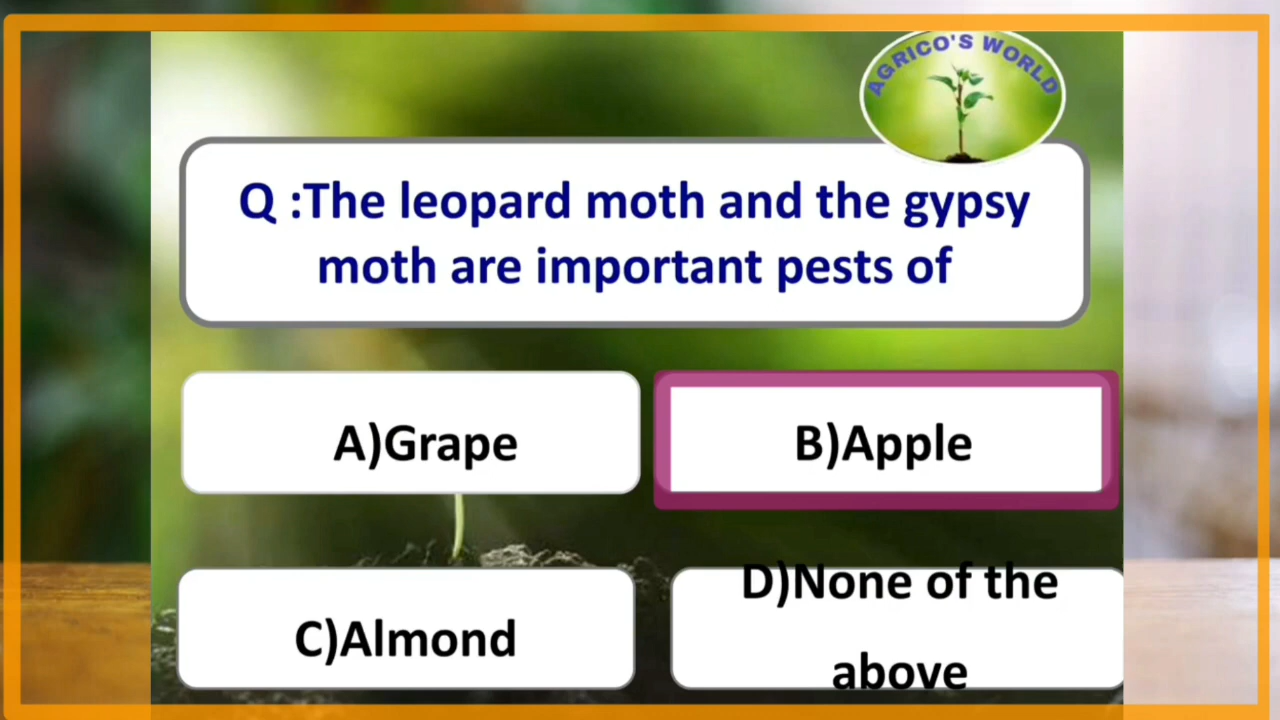 AGRICO'S WORLD
Q :The leopard moth and the gypsy
moth are important pests of
A)Grape
B)Apple
C)Almond
D)None of the
above